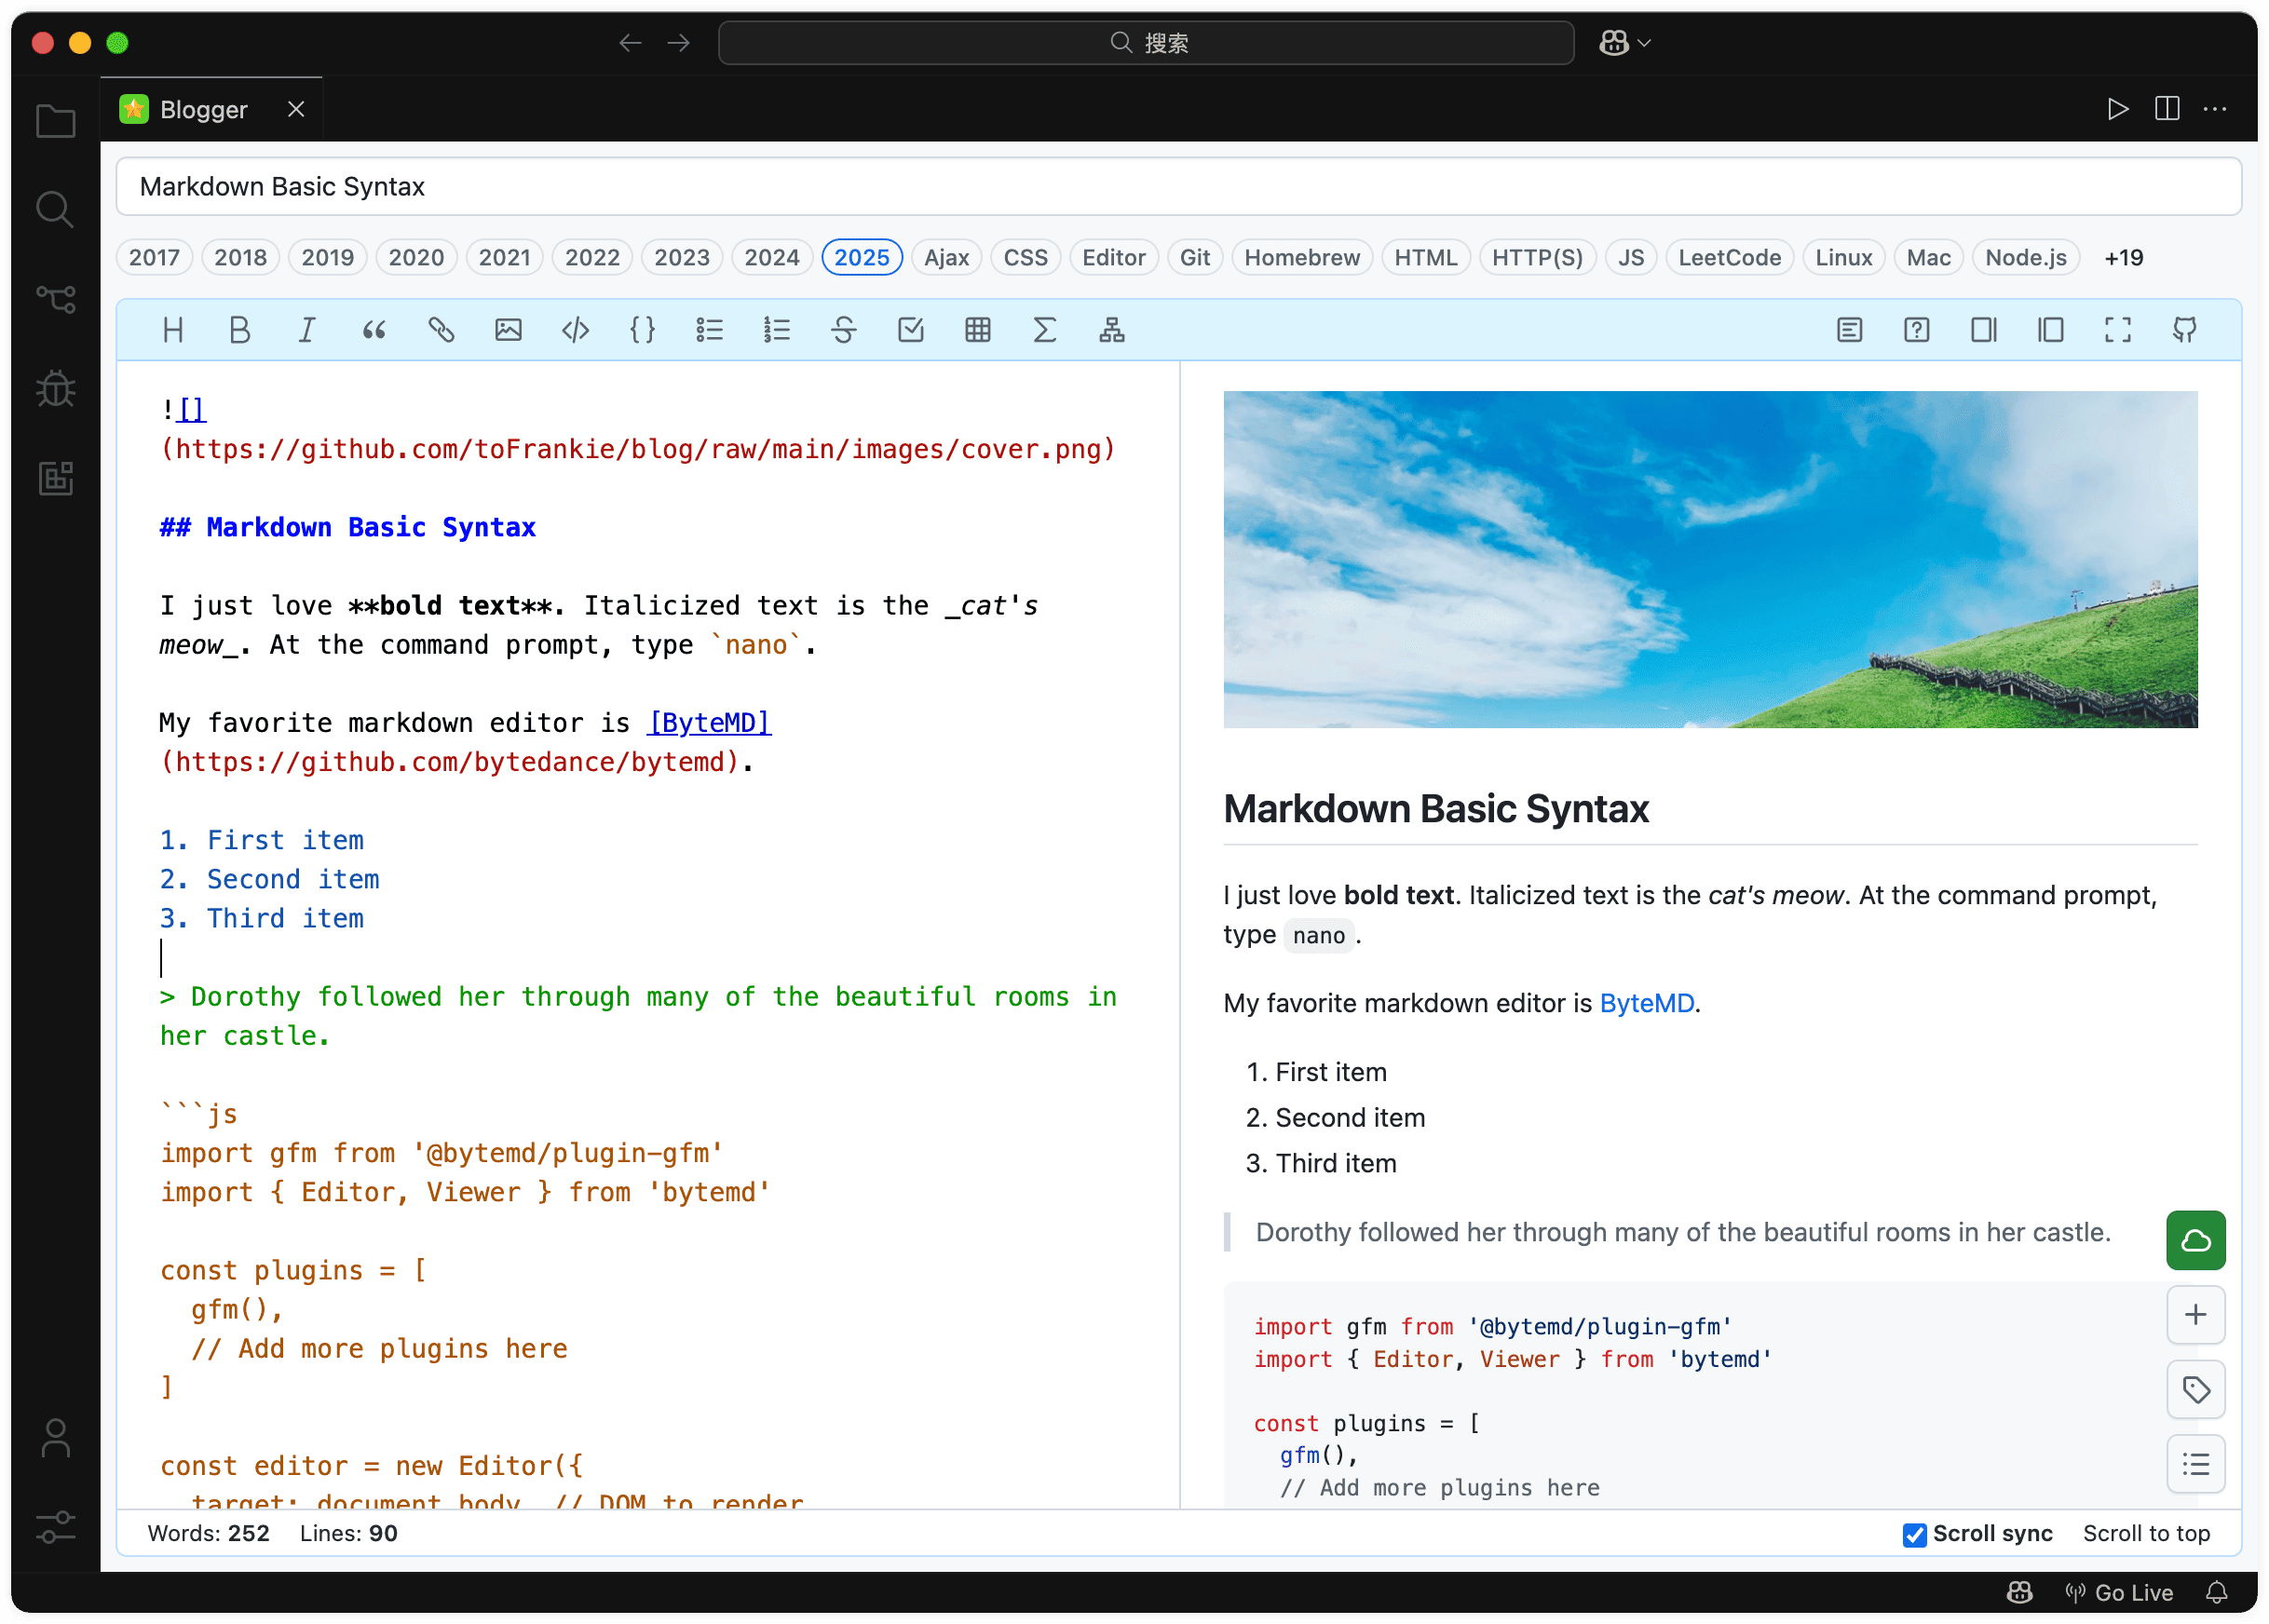 搜索
Blogger
Markdown Basic Syntax
2017 2018 2019 2020 2021 2022 2023 2024 2025 Ajax CSS Editor Git Homebrew HTML HTTP(S) JS LeetCode Linux Mac Node.js +19
![]
(https://github.com/toFrankie/blog/raw/main/images/cover.png)
## Markdown Basic Syntax
I just love **bold text**. Italicized text is the _cat's
meow_. At the command prompt, type `nano`.
My favorite markdown editor is [ByteMD]
(https://github.com/bytedance/bytemd).
1. First item
2. Second item
3. Third item
> Dorothy followed her through many of the beautiful rooms in
her castle.
```js
import gfm from '@bytemd/plugin-gfm'
import { Editor, Viewer } from 'bytemd'
const plugins = [
  gfm(),
  // Add more plugins here
]
const editor = new Editor({
  target: document.body, // DOM to render
Markdown Basic Syntax
I just love bold text. Italicized text is the cat's meow. At the command prompt,
type nano.
My favorite markdown editor is ByteMD.
1. First item
2. Second item
3. Third item
Dorothy followed her through many of the beautiful rooms in her castle.
import gfm from '@bytemd/plugin-gfm'
import { Editor, Viewer } from 'bytemd'
const plugins = [
  gfm(),
  // Add more plugins here
Words: 252 Lines: 90
Scroll sync Scroll to top
Go Live